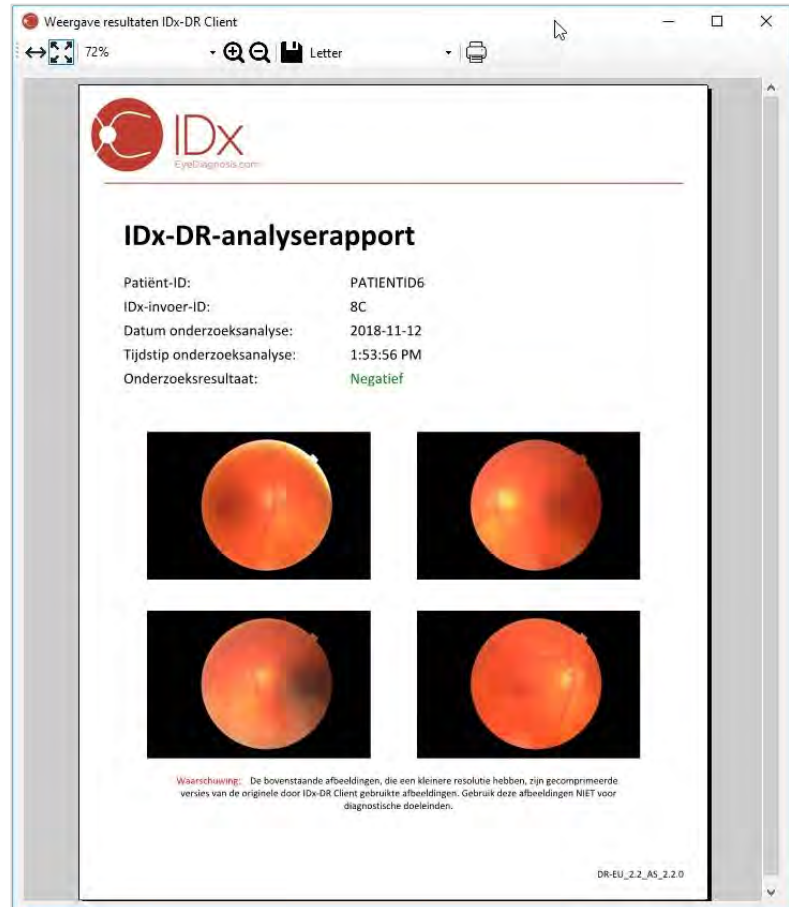 Weergave resultaten IDx-DR Client
72%
Letter
IDx
EyeDiagnosis.com
IDx-DR-analyserapport
Patiënt-ID: PATIENTID6
IDx-invoer-ID: 8C
Datum onderzoeksanalyse: 2018-11-12
Tijdstip onderzoeksanalyse: 1:53:56 PM
Onderzoeksresultaat: Negatief
Waarschuwing: De bovenstaande afbeeldingen, die een kleinere resolutie hebben, zijn gecomprimeerde
versies van de originele door IDx-DR Client gebruikte afbeeldingen. Gebruik deze afbeeldingen NIET voor
diagnostische doeleinden.
DR-EU_2.2_AS_2.2.0